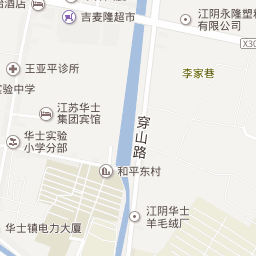 酒店
吉麦隆超市
江阴永隆塑
有限公司
X30
王亚平诊所
李家巷
实验中学
江苏华士
集团宾馆
穿山路
华士实验
小学分部
和平东村
江阴华士
羊毛绒厂
华士镇电力大厦